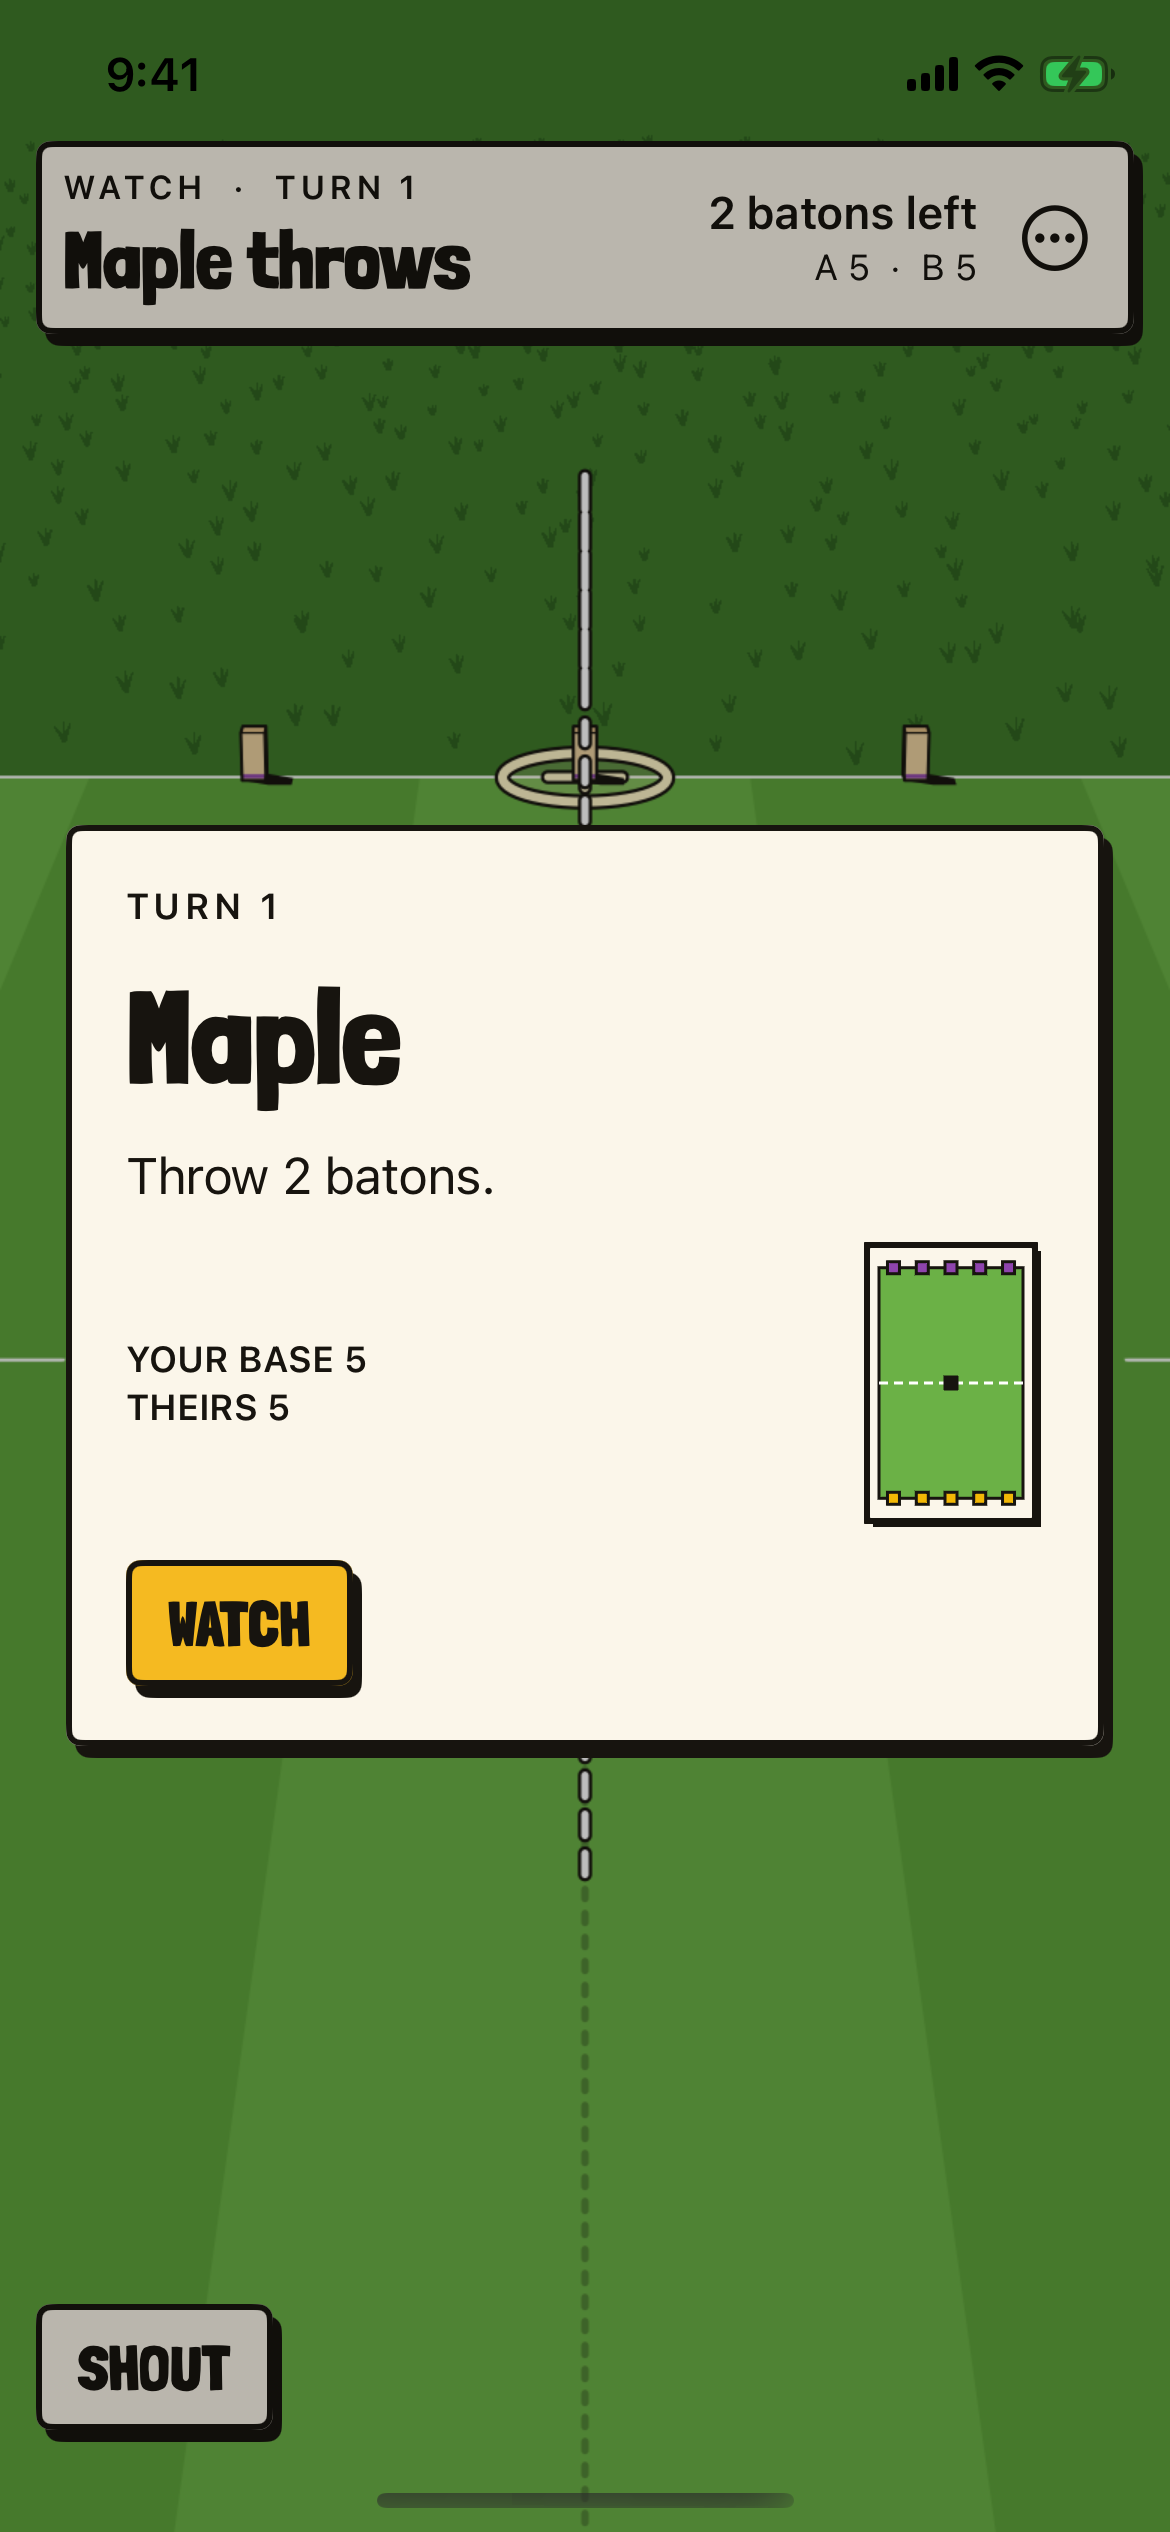 9:41
WATCH · TURN 1
Maple throws
2 batons left
A 5 · B 5
TURN 1
Maple
Throw 2 batons.
YOUR BASE 5
THEIRS 5
WATCH
SHOUT